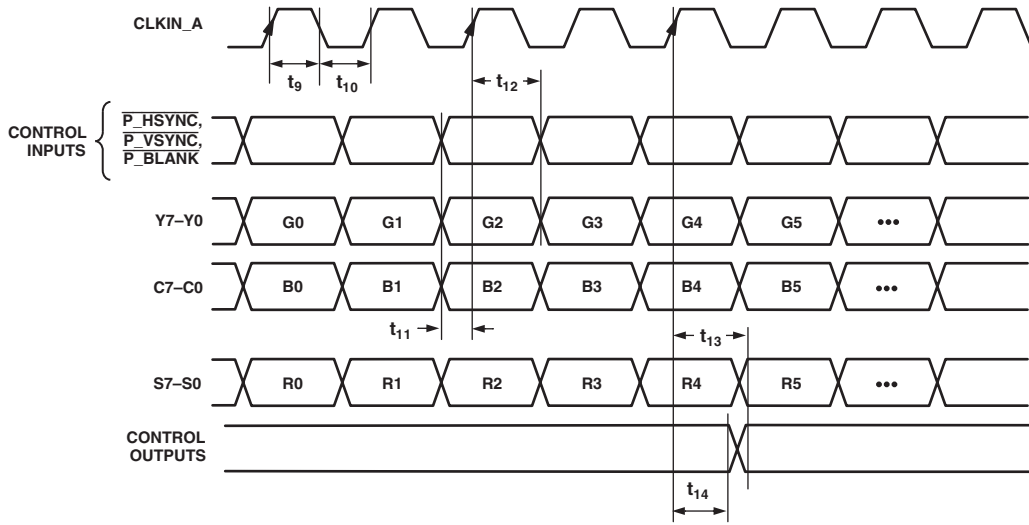 CLKIN_A
t9 t10 t12
CONTROL INPUTS
P_HSYNC,
P_VSYNC,
P_BLANK
Y7–Y0 G0 G1 G2 G3 G4 G5 •••
C7–C0 B0 B1 B2 B3 B4 B5 •••
t11 t13
S7–S0 R0 R1 R2 R3 R4 R5 •••
CONTROL
OUTPUTS
t14